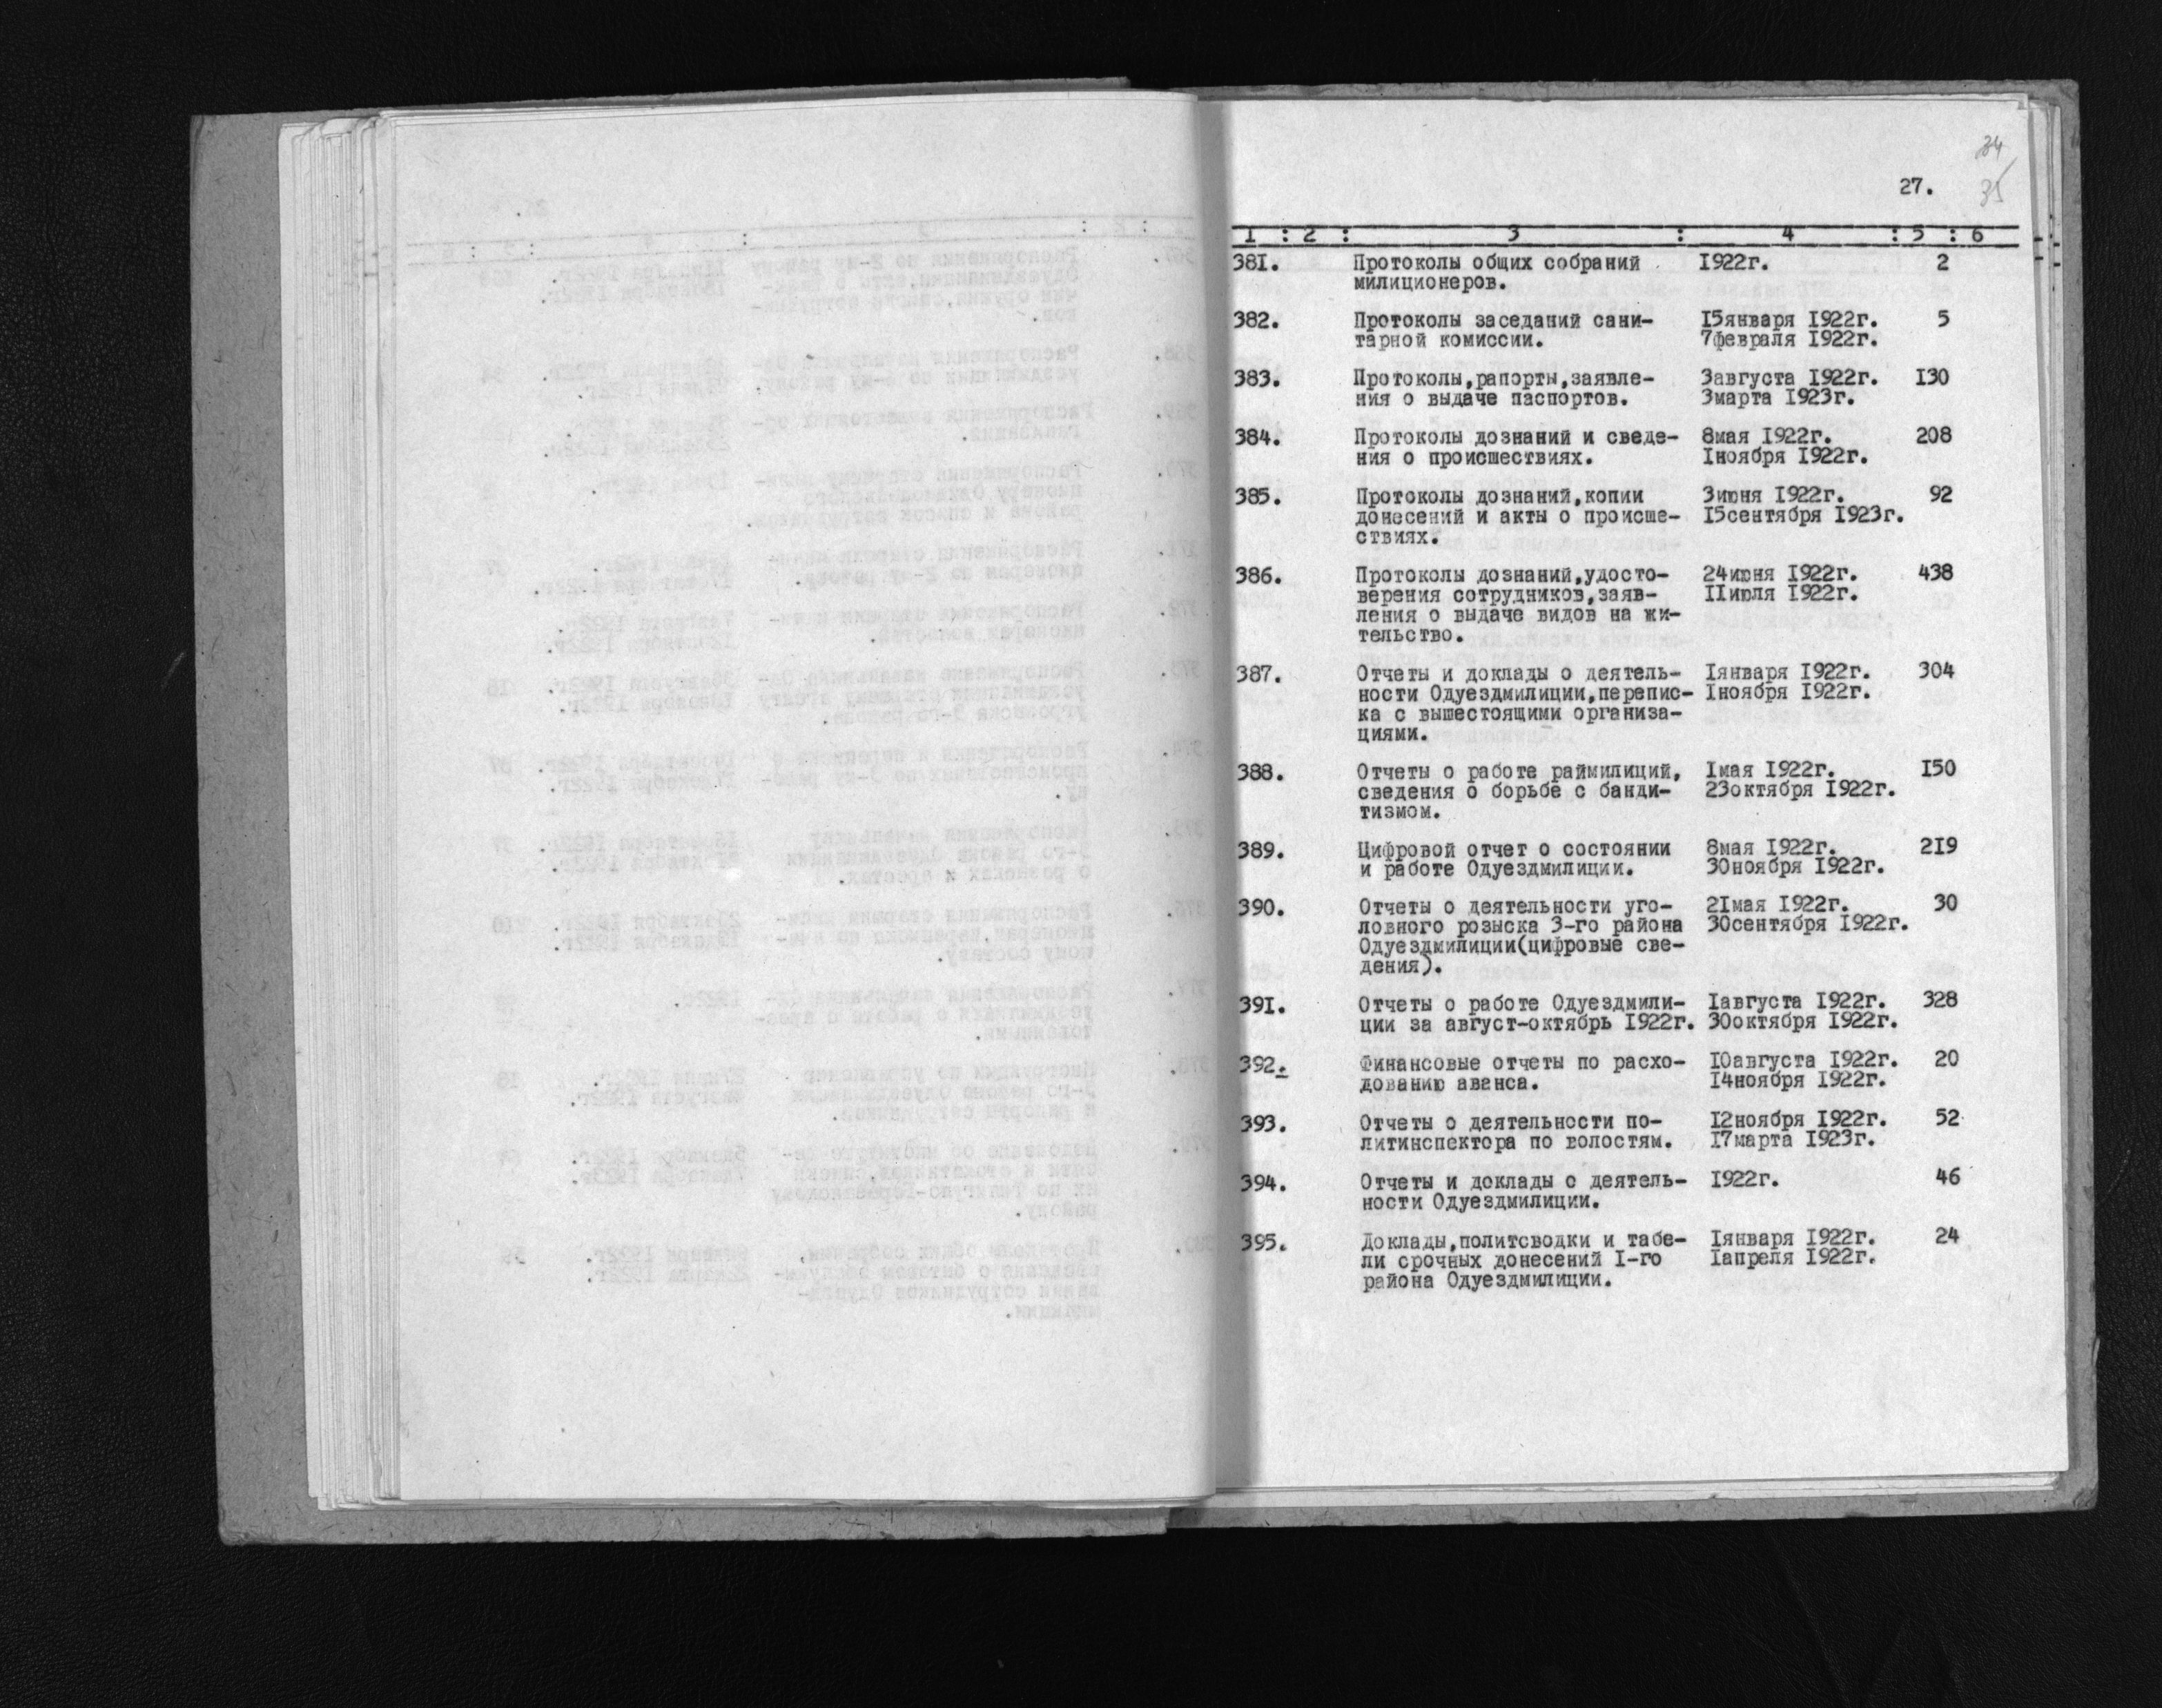 34
27.
35
1 : 2 : 3 : 4 : 5 : 6
381. Протоколы общих собраний 1922г. 2
милиционеров.
382. Протоколы заседаний сани- 15января 1922г. 5
тарной комиссии. 7февраля 1922г.
383. Протоколы,рапорты,заявле- 3августа 1922г. 130
ния о выдаче паспортов. 3марта 1923г.
384. Протоколы дознаний и сведе- 8мая 1922г. 208
ния о происшествиях. 1ноября 1922г.
385. Протоколы дознаний,копии 3июня 1922г. 92
донесений и акты о происше- 15сентября 1923г.
ствиях.
386. Протоколы дознаний,удосто- 24июня 1922г. 438
верения сотрудников,заяв- 11июля 1922г.
ления о выдаче видов на жи-
тельство.
387. Отчеты и доклады о деятель- 1января 1922г. 304
ности Одуездмилиции,перепис- 1ноября 1922г.
ка с вышестоящими организа-
циями.
388. Отчеты о работе раймилиций, 1мая 1922г. 150
сведения о борьбе с банди- 23октября 1922г.
тизмом.
389. Цифровой отчет о состоянии 8мая 1922г. 219
и работе Одуездмилиции. 30ноября 1922г.
390. Отчеты о деятельности уго- 21мая 1922г. 30
ловного розыска 3-го района 30сентября 1922г.
Одуездмилиции(цифровые све-
дения).
391. Отчеты о работе Одуездмили- 1августа 1922г. 328
ции за август-октябрь 1922г. 30октября 1922г.
392. Финансовые отчеты по расхо- 10августа 1922г. 20
дованию аванса. 14ноября 1922г.
393. Отчеты о деятельности по- 12ноября 1922г. 52
литинспектора по волостям. 17марта 1923г.
394. Отчеты и доклады о деятель- 1922г. 46
ности Одуездмилиции.
395. Доклады,политсводки и табе- 1января 1922г. 24
ли срочных донесений 1-го 1апреля 1922г.
района Одуездмилиции.